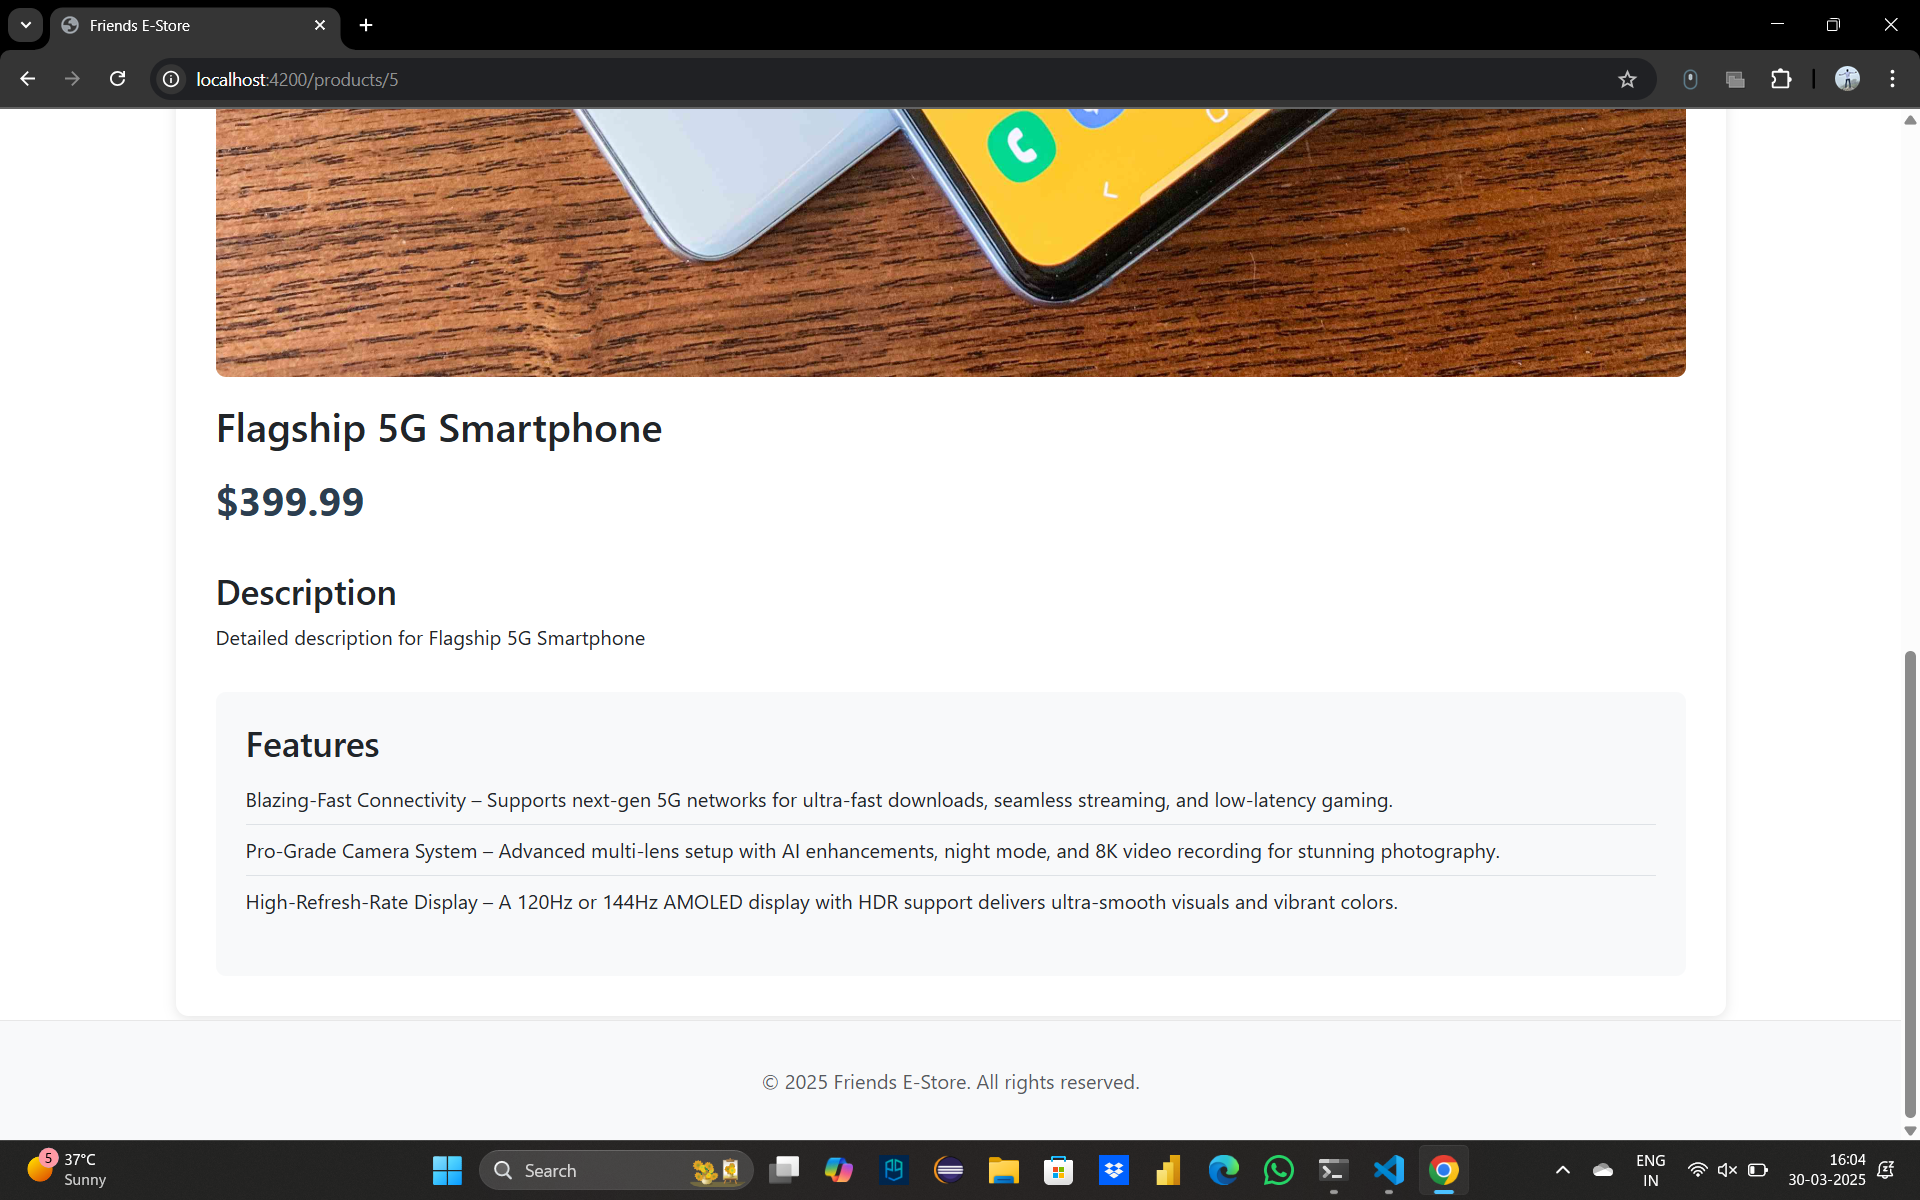 Friends E-Store
localhost:4200/products/5
Flagship 5G Smartphone
$399.99
Description
Detailed description for Flagship 5G Smartphone
Features
Blazing-Fast Connectivity – Supports next-gen 5G networks for ultra-fast downloads, seamless streaming, and low-latency gaming.
Pro-Grade Camera System – Advanced multi-lens setup with AI enhancements, night mode, and 8K video recording for stunning photography.
High-Refresh-Rate Display – A 120Hz or 144Hz AMOLED display with HDR support delivers ultra-smooth visuals and vibrant colors.
© 2025 Friends E-Store. All rights reserved.
5
37°C
Sunny
Search
ENG
IN
16:04
30-03-2025